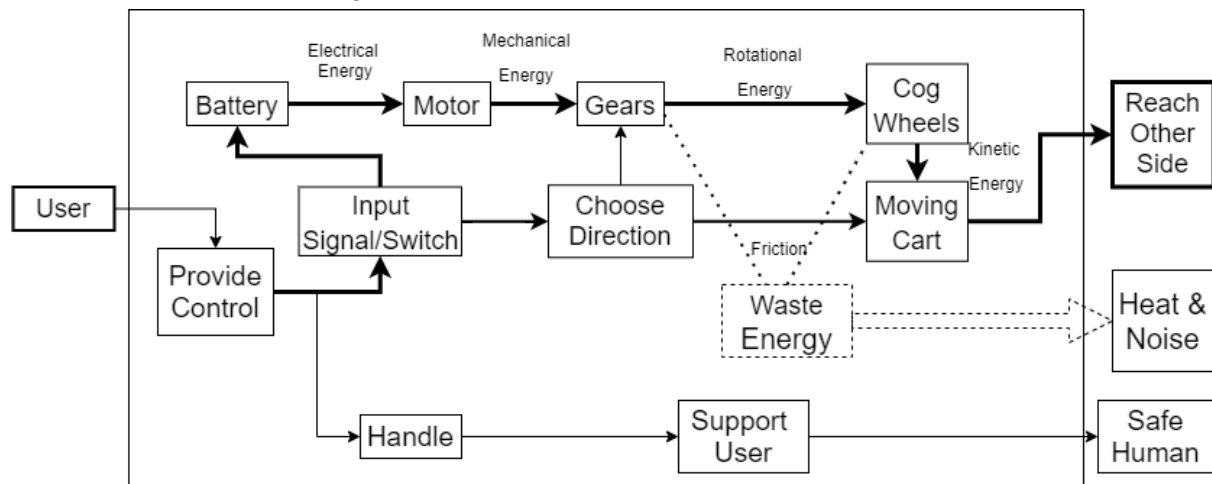 Electrical
Energy
Mechanical
Energy
Rotational
Energy
Battery
Motor
Gears
Cog
Wheels
Reach
Other
Side
Kinetic
Energy
User
Input
Signal/Switch
Choose
Direction
Moving
Cart
Friction
Provide
Control
Waste
Energy
Heat &
Noise
Handle
Support
User
Safe
Human